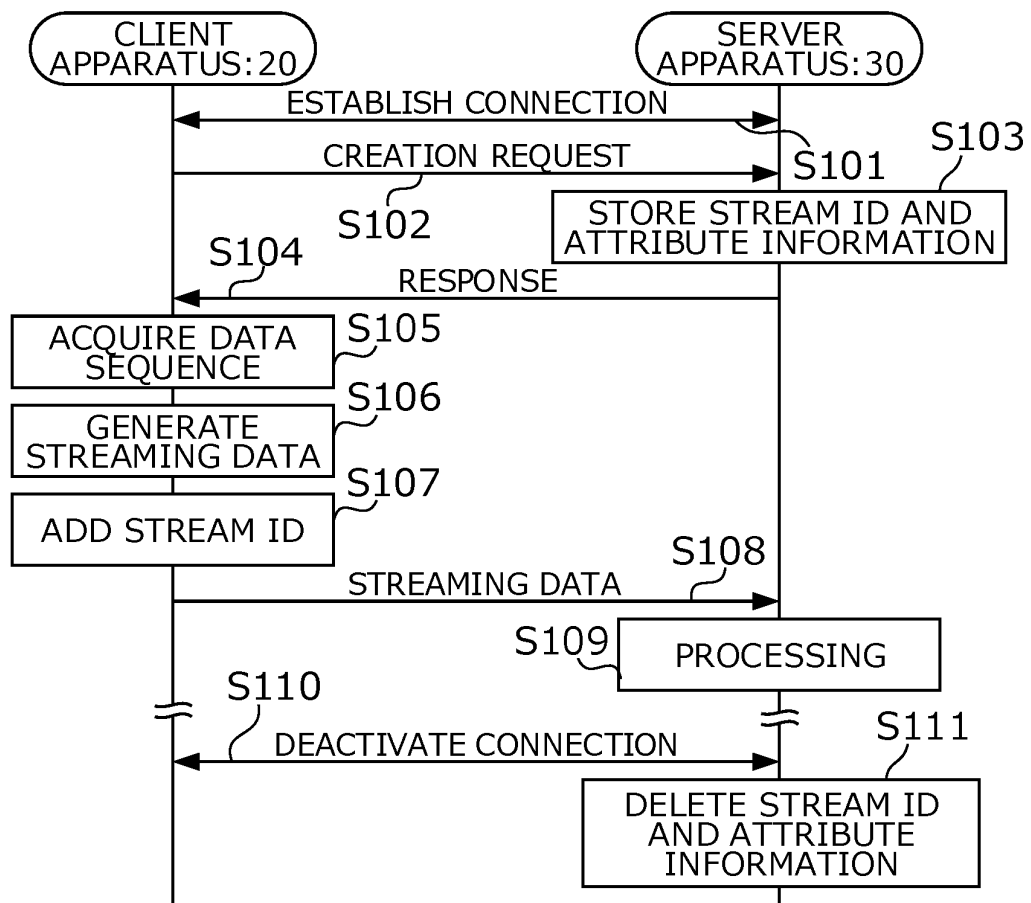 CLIENT
APPARATUS:20
SERVER
APPARATUS:30
ESTABLISH CONNECTION
S101
S103
CREATION REQUEST
S102
STORE STREAM ID AND
ATTRIBUTE INFORMATION
S104
RESPONSE
ACQUIRE DATA
SEQUENCE
S105
GENERATE
STREAMING DATA
S106
ADD STREAM ID
S107
STREAMING DATA
S108
S109
PROCESSING
S110
DEACTIVATE CONNECTION
S111
DELETE STREAM ID
AND ATTRIBUTE
INFORMATION